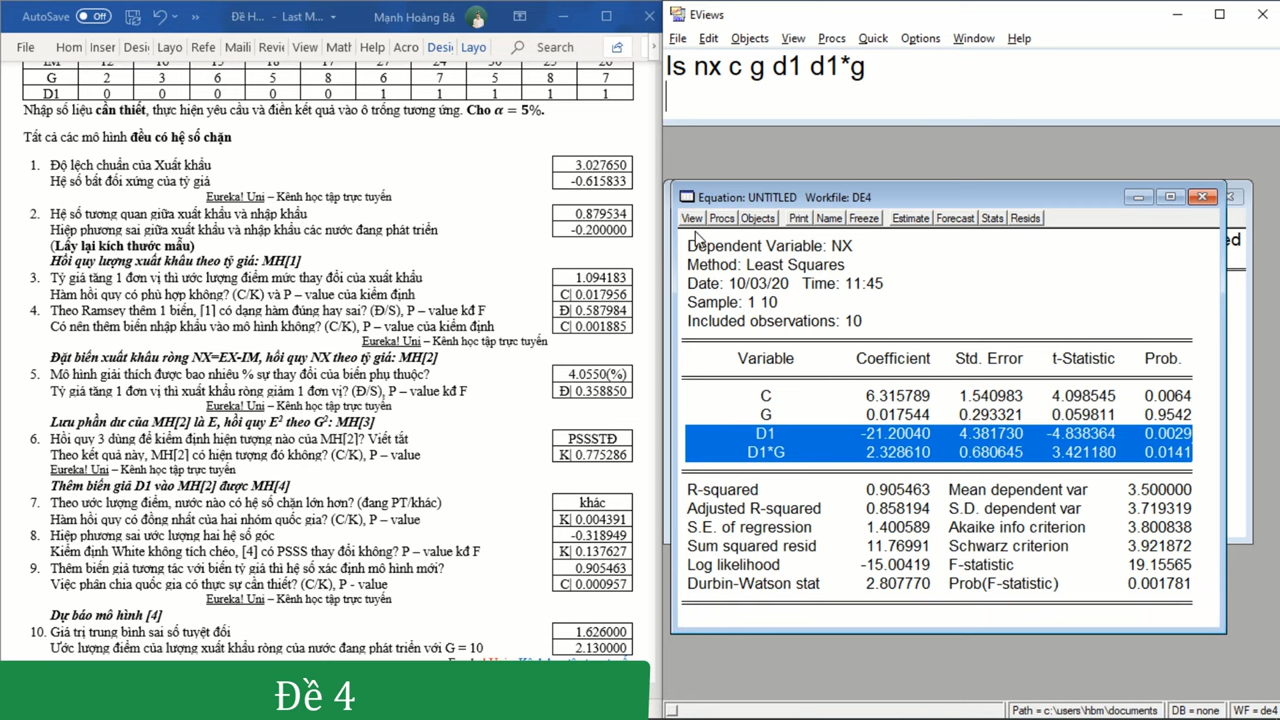 AutoSave Off Đề H... - Last M... Mạnh Hoàng Bá
File Hom Inser Desi Layo Refe Maili Revi View Math Help Acro Desi Layo Search
G 2 3 6 6 7 7 5 8 7
D1 0 0 0 0 0 1 1 1 1 1
Nhập số liệu cần thiết, thực hiện yêu cầu và điền kết quả vào ô trống tương ứng. Cho α = 5%.
Tất cả các mô hình đều có hệ số chặn
1. Độ lệch chuẩn của Xuất khẩu 3.027650
Hệ số bất đối xứng của tỷ giá -0.615833
Eureka! Uni – Kênh học tập trực tuyến
2. Hệ số tương quan giữa xuất khẩu và nhập khẩu 0.879534
Hiệp phương sai giữa xuất khẩu và nhập khẩu các nước đang phát triển -0.200000
(Lấy lại kích thước mẫu)
Hồi quy lượng xuất khẩu theo tỷ giá: MH[1]
3. Tỷ giá tăng 1 đơn vị thì ước lượng điểm mức thay đổi của xuất khẩu 1.094183
Hàm hồi quy có phù hợp không? (C/K) và P – value của kiểm định C| 0.017956
4. Theo Ramsey thêm 1 biến, [1] có dạng hàm đúng hay sai? (Đ/S), P – value kđ F Đ| 0.587984
Có nên thêm biến nhập khẩu vào mô hình không? (C/K), P – value của kiểm định C| 0.001885
Eureka! Uni – Kênh học tập trực tuyến
Đặt biến xuất khẩu ròng NX=EX-IM, hồi quy NX theo tỷ giá: MH[2]
5. Mô hình giải thích được bao nhiêu % sự thay đổi của biến phụ thuộc? 4.0550(%)
Tỷ giá tăng 1 đơn vị thì xuất khẩu ròng giảm 1 đơn vị? (Đ/S), P – value kđ F Đ| 0.358850
Eureka! Uni – Kênh học tập trực tuyến
Lưu phần dư của MH[2] là E, hồi quy E² theo G²: MH[3]
6. Hồi quy 3 dùng để kiểm định hiện tượng nào của MH[2]? Viết tắt PSSSTĐ
Theo kết quả này, MH[2] có hiện tượng đó không? (C/K), P – value K| 0.775286
Eureka! Uni – Kênh học tập trực tuyến
Thêm biến giả D1 vào MH[2] được MH[4]
7. Theo ước lượng điểm, nước nào có hệ số chặn lớn hơn? (đang PT/khác) khác
Hàm hồi quy có đồng nhất của hai nhóm quốc gia? (C/K), P – value K| 0.004391
8. Hiệp phương sai ước lượng hai hệ số góc -0.318949
Kiểm định White không tích chéo, [4] có PSSS thay đổi không? P – value kđ F K| 0.137627
9. Thêm biến giả tương tác với biến tỷ giá thì hệ số xác định mô hình mới? 0.905463
Việc phân chia quốc gia có thực sự cần thiết? (C/K), P - value C| 0.000957
Eureka! Uni – Kênh học tập trực tuyến
Dự báo mô hình [4]
10. Giá trị trung bình sai số tuyệt đối 1.626000
Ước lượng điểm của lượng xuất khẩu ròng của nước đang phát triển với G = 10 2.130000
Đề 4
EViews
File Edit Objects View Procs Quick Options Window Help
ls nx c g d1 d1*g
Equation: UNTITLED Workfile: DE4
View Procs Objects Print Name Freeze Estimate Forecast Stats Resids
Dependent Variable: NX
Method: Least Squares
Date: 10/03/20 Time: 11:45
Sample: 1 10
Included observations: 10
Variable Coefficient Std. Error t-Statistic Prob.
C 6.315789 1.540983 4.098545 0.0064
G 0.017544 0.293321 0.059811 0.9542
D1 -21.20040 4.381730 -4.838364 0.0029
D1*G 2.328610 0.680645 3.421180 0.0141
R-squared 0.905463 Mean dependent var 3.500000
Adjusted R-squared 0.858194 S.D. dependent var 3.719319
S.E. of regression 1.400589 Akaike info criterion 3.800838
Sum squared resid 11.76991 Schwarz criterion 3.921872
Log likelihood -15.00419 F-statistic 19.15565
Durbin-Watson stat 2.807770 Prob(F-statistic) 0.001781
ed
Path = c:\users\hbm\documents DB = none WF = de4